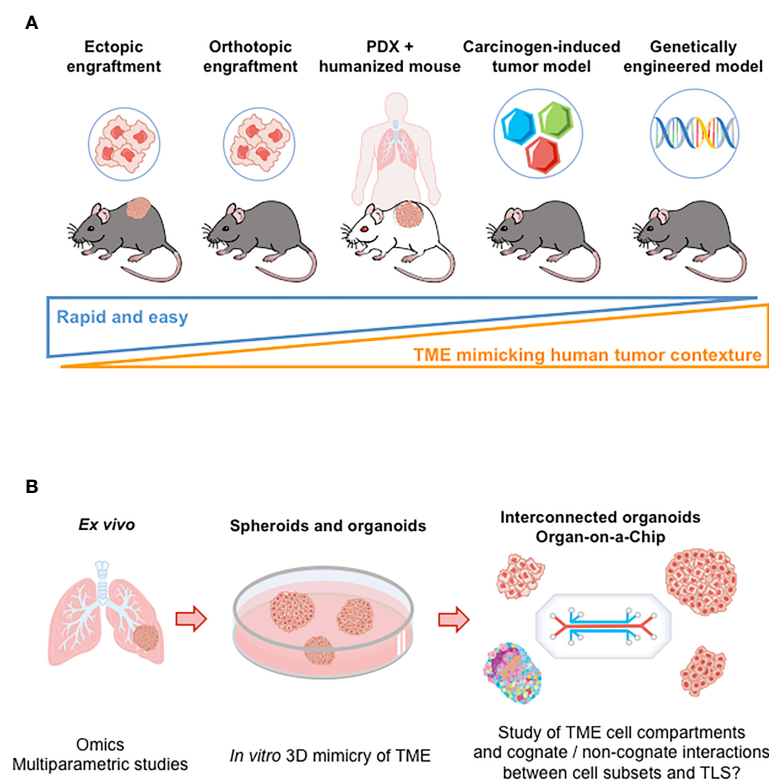 A
Ectopic
engraftment
Orthotopic
engraftment
PDX +
humanized mouse
Carcinogen-induced
tumor model
Genetically
engineered model
Rapid and easy
TME mimicking human tumor contexture
B
Ex vivo
Spheroids and organoids
Interconnected organoids
Organ-on-a-Chip
Omics
Multiparametric studies
In vitro 3D mimicry of TME
Study of TME cell compartments
and cognate / non-cognate interactions
between cell subsets and TLS?